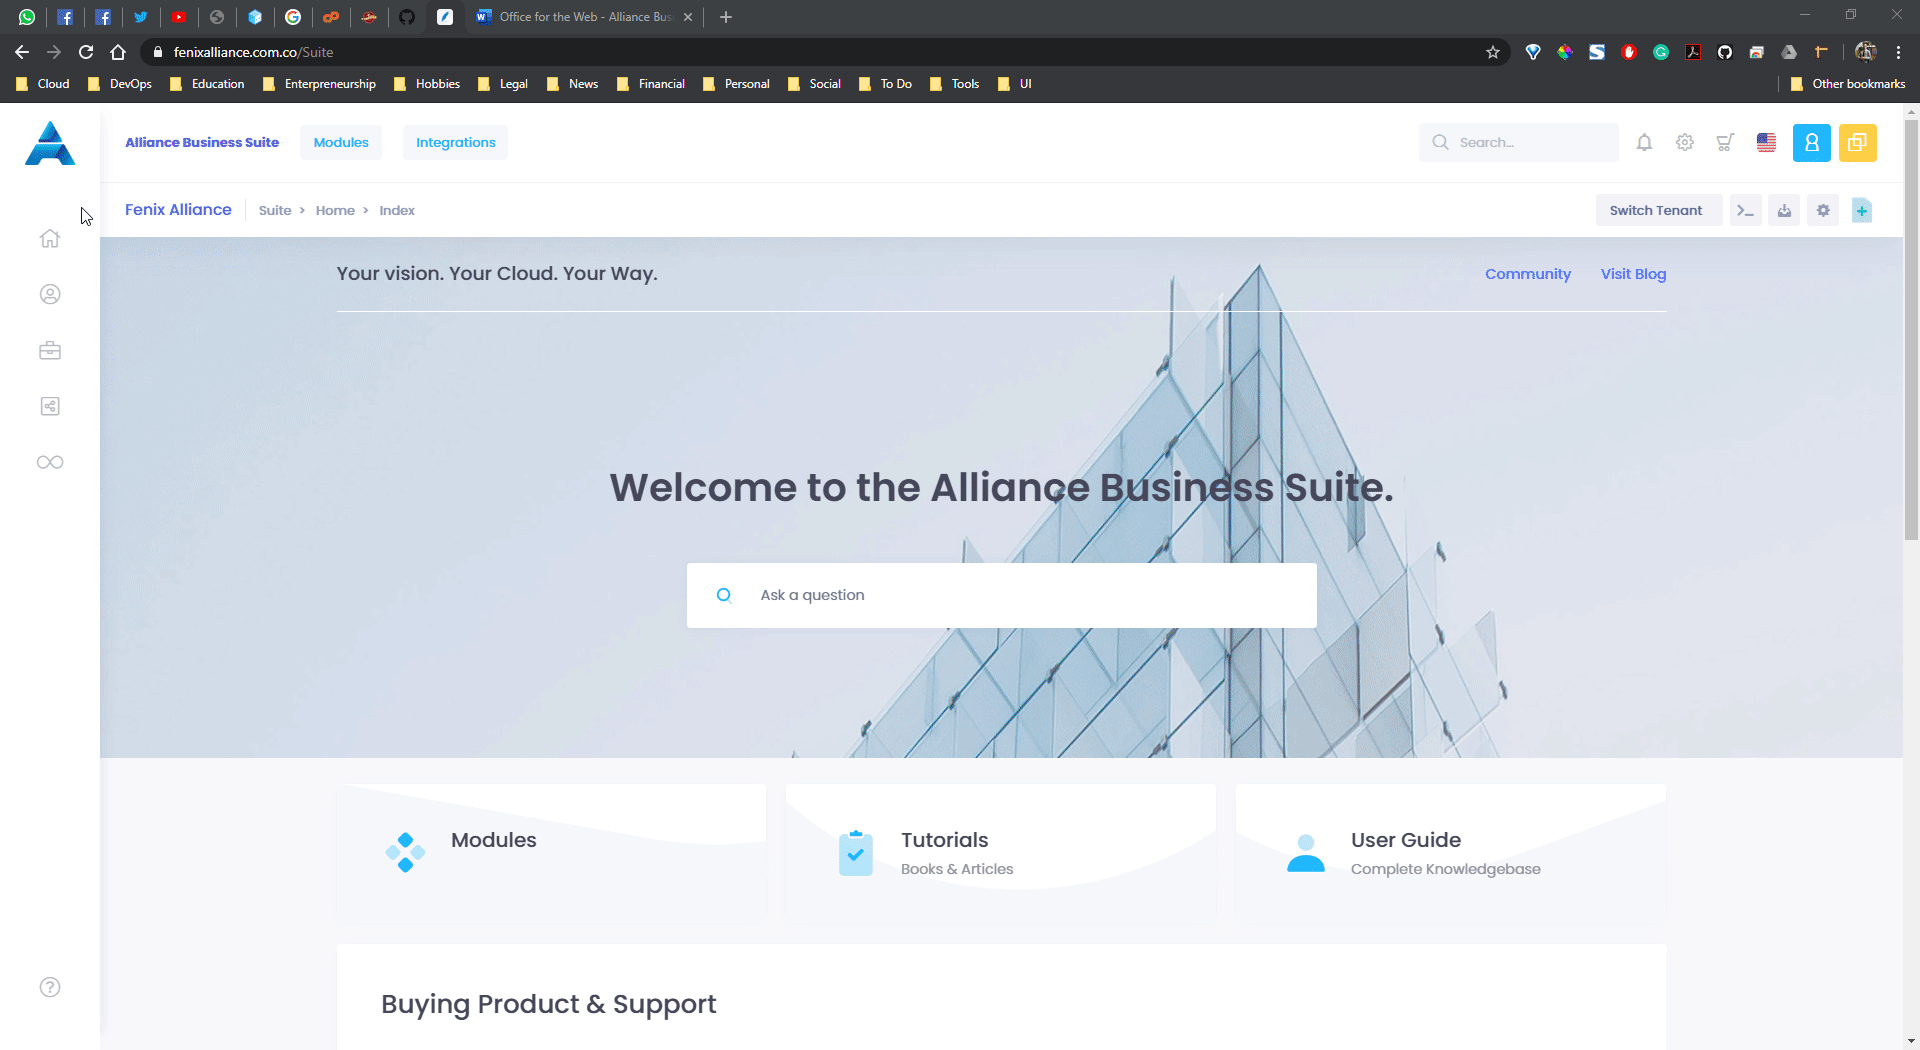 Office for the Web - Alliance Bus
fenixalliance.com.co/Suite
Cloud DevOps Education Enterpreneurship Hobbies Legal News Financial Personal Social To Do Tools UI Other bookmarks
Alliance Business Suite Modules Integrations Search...
Fenix Alliance Suite > Home > Index Switch Tenant
Your vision. Your Cloud. Your Way. Community Visit Blog
Welcome to the Alliance Business Suite.
Ask a question
Modules
Tutorials
Books & Articles
User Guide
Complete Knowledgebase
Buying Product & Support